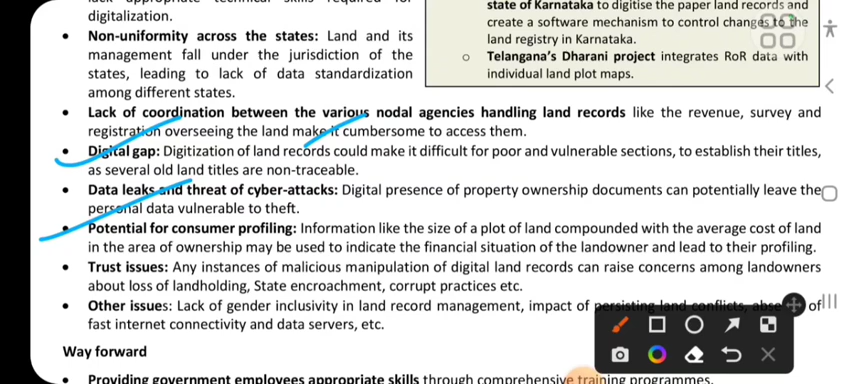 lack appropriate technical skills required for
digitalization.
• Non-uniformity across the states: Land and its
management fall under the jurisdiction of the
states, leading to lack of data standardization
among different states.
state of Karnataka to digitise the paper land records and
create a software mechanism to control changes to the
land registry in Karnataka.
o Telangana's Dharani project integrates RoR data with
individual land plot maps.
• Lack of coordination between the various nodal agencies handling land records like the revenue, survey and
registration overseeing the land make it cumbersome to access them.
• Digital gap: Digitization of land records could make it difficult for poor and vulnerable sections, to establish their titles,
as several old land titles are non-traceable.
• Data leaks and threat of cyber-attacks: Digital presence of property ownership documents can potentially leave the
personal data vulnerable to theft.
• Potential for consumer profiling: Information like the size of a plot of land compounded with the average cost of land
in the area of ownership may be used to indicate the financial situation of the landowner and lead to their profiling.
• Trust issues: Any instances of malicious manipulation of digital land records can raise concerns among landowners
about loss of landholding, State encroachment, corrupt practices etc.
• Other issues: Lack of gender inclusivity in land record management, impact of persisting land conflicts, of
fast internet connectivity and data servers, etc.
Way forward
• Providing government employees appropriate skills through comprehensive training programmes.